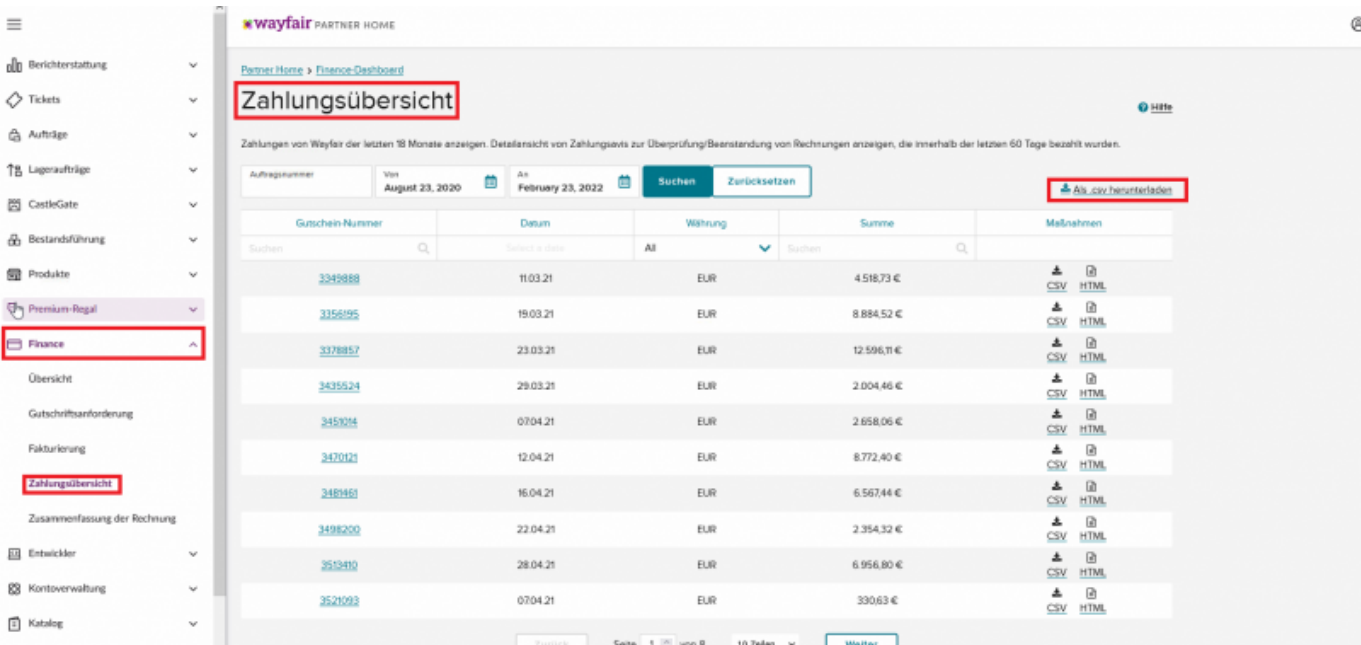 wayfair PARTNER HOME
Berichterstattung
Tickets
Aufträge
Lageraufträge
CastleGate
Bestandsführung
Produkte
Premium-Regal
Finance
Übersicht
Gutschriftsanforderung
Fakturierung
Zahlungsübersicht
Zusammenfassung der Rechnung
Entwickler
Kontoverwaltung
Katalog
Partner Home > Finance-Dashboard
Zahlungsübersicht
Hilfe
Zahlungen von Wayfair der letzten 18 Monate anzeigen. Detailansicht von Zahlungsavis zur Überprüfung/Beanstandung von Rechnungen anzeigen, die innerhalb der letzten 60 Tage bezahlt wurden.
Auftragsnummer
Von
August 23, 2020
An
February 23, 2022
Suchen
Zurücksetzen
Als .csv herunterladen
Gutschein-Nummer Datum Währung Summe Maßnahmen
Suchen Select a date All Suchen
3349888 11.03.21 EUR 4.518,73 € CSV HTML
3356195 19.03.21 EUR 8.884,52 € CSV HTML
3378857 23.03.21 EUR 12.596,11 € CSV HTML
3435524 29.03.21 EUR 2.004,46 € CSV HTML
3451014 07.04.21 EUR 2.658,06 € CSV HTML
3470121 12.04.21 EUR 8.772,40 € CSV HTML
3481461 16.04.21 EUR 6.567,44 € CSV HTML
3498200 22.04.21 EUR 2.354,32 € CSV HTML
3513410 28.04.21 EUR 6.956,80 € CSV HTML
3521093 07.04.21 EUR 330,63 € CSV HTML
Zurück Seite 1 von 8 10 Zeilen Weiter